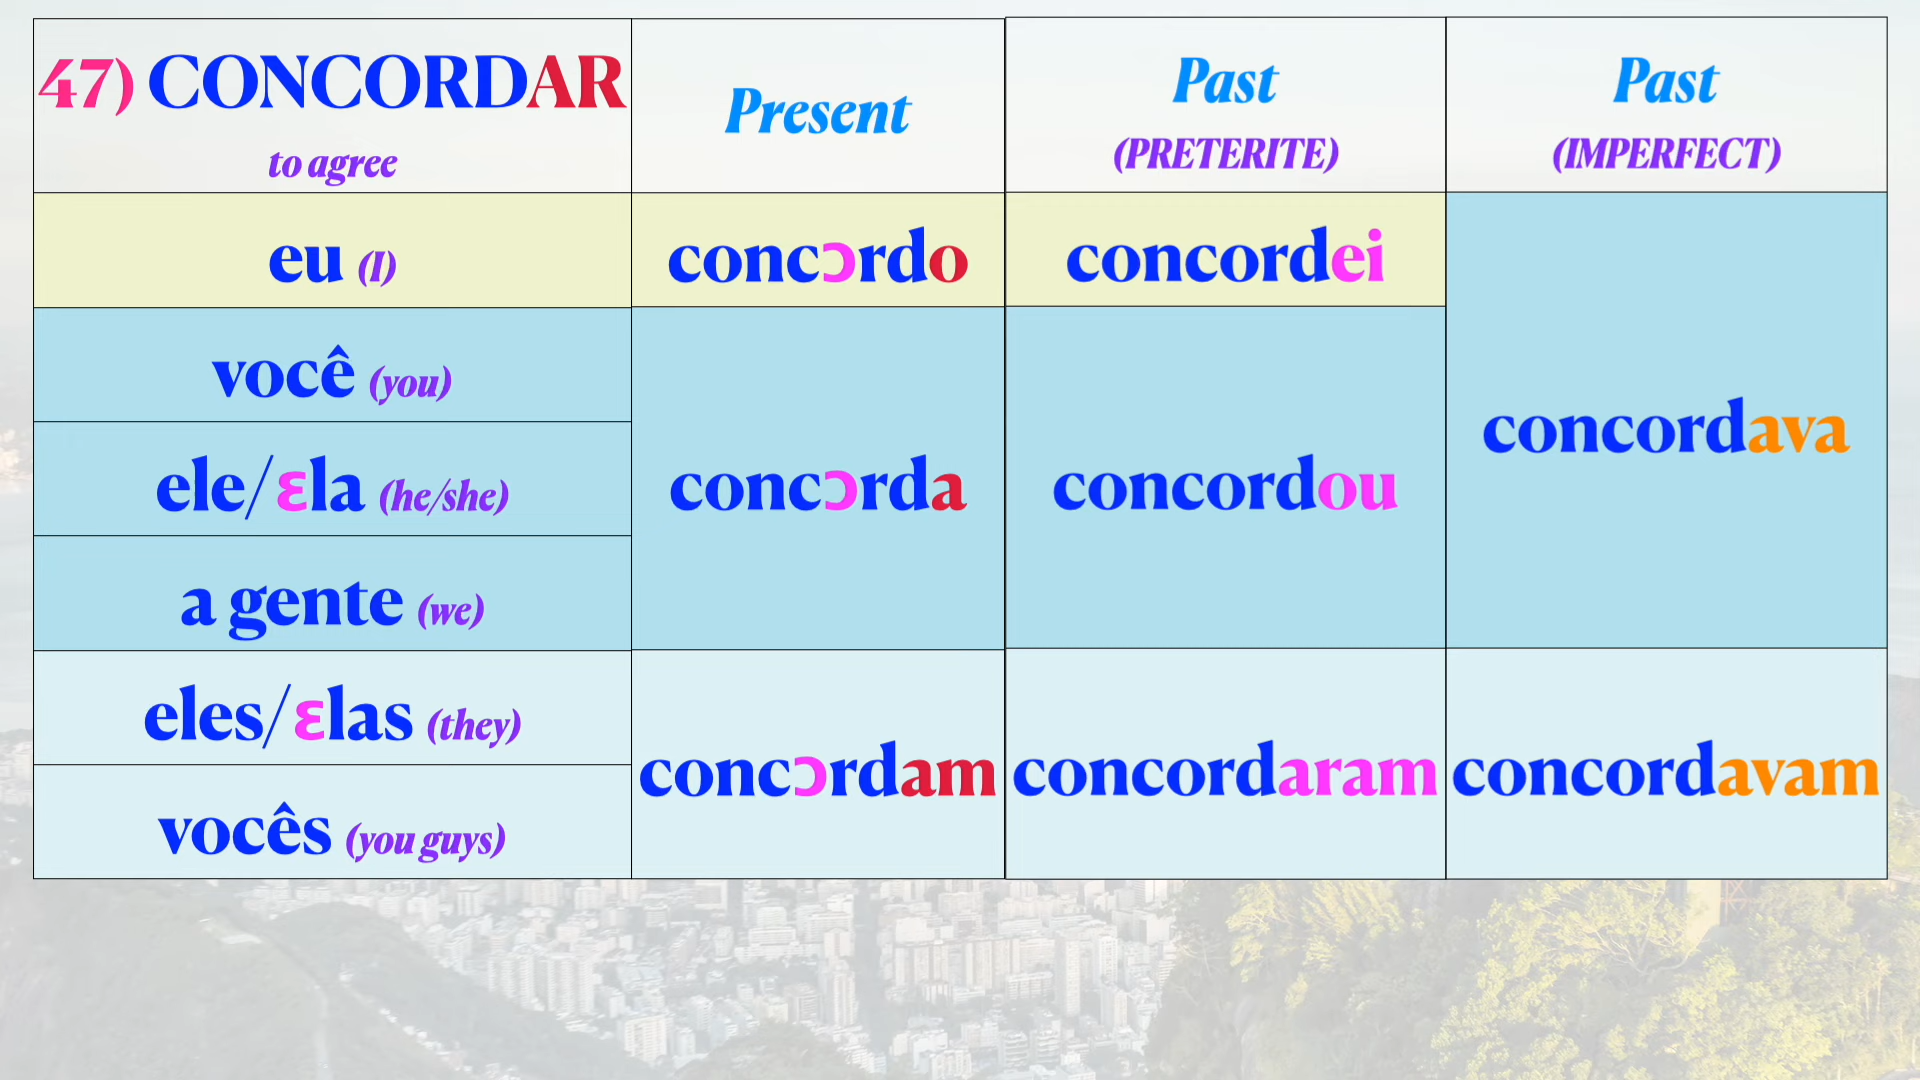 47) CONCORDAR
to agree
Present
Past
(PRETERITE)
Past
(IMPERFECT)
eu (I)
concɔrdo
concordei
você (you)
ele/ɛla (he/she)
a gente (we)
concɔrda
concordou
concordava
eles/ɛlas (they)
vocês (you guys)
concɔrdam
concordaram
concordavam